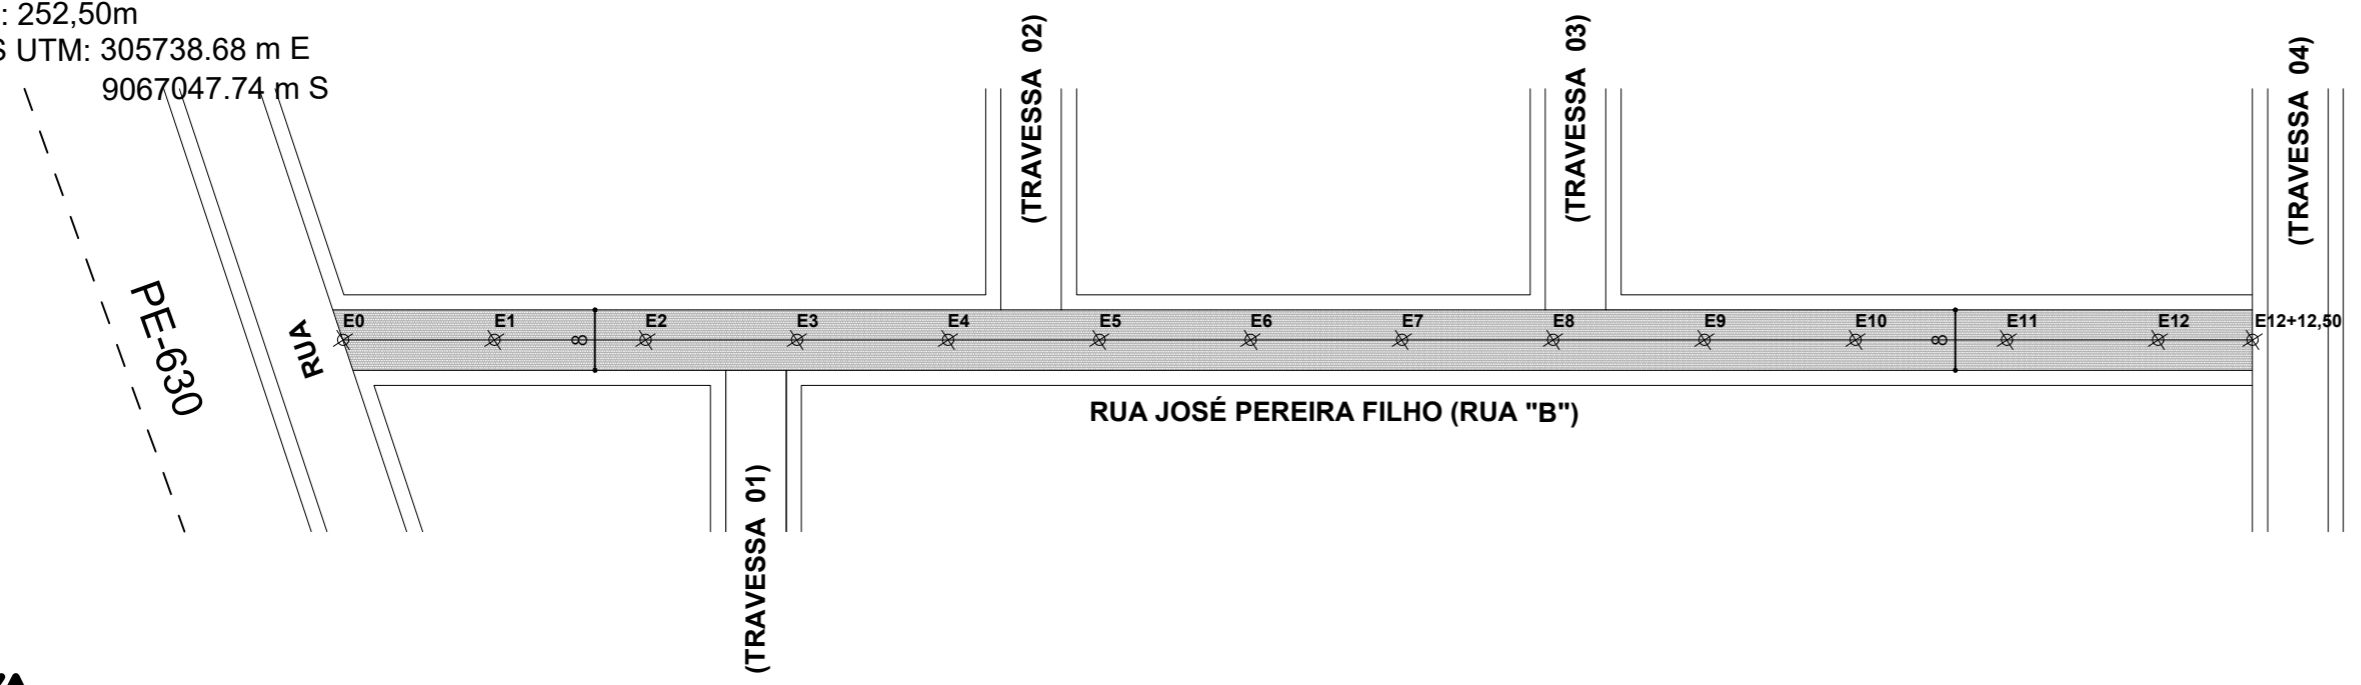 : 252,50m
S UTM: 305738.68 m E
9067047.74 m S
(TRAVESSA 02)
(TRAVESSA 03)
(TRAVESSA 04)
PE-630
RUA
E0 E1 E2 E3 E4 E5 E6 E7 E8 E9 E10 E11 E12 E12+12,50
8 8
RUA JOSÉ PEREIRA FILHO (RUA "B")
(TRAVESSA 01)